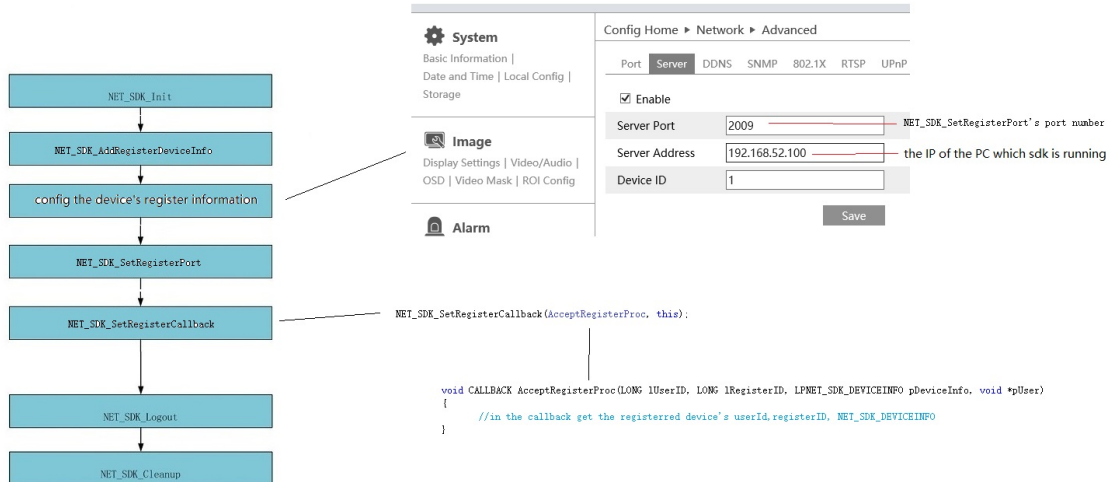 NET_SDK_Init
NET_SDK_AddRegisterDeviceInfo
config the device's register information
NET_SDK_SetRegisterPort
NET_SDK_SetRegisterCallback
NET_SDK_Logout
NET_SDK_Cleanup
System
Basic Information |
Date and Time | Local Config |
Storage
Image
Display Settings | Video/Audio |
OSD | Video Mask | ROI Config
Alarm
Config Home ▸ Network ▸ Advanced
Port Server DDNS SNMP 802.1X RTSP UPnP
Enable
Server Port 2009 NET_SDK_SetRegisterPort's port number
Server Address 192.168.52.100 the IP of the PC which sdk is running
Device ID 1
Save
NET_SDK_SetRegisterCallback(AcceptRegisterProc, this);
void CALLBACK AcceptRegisterProc(LONG lUserID, LONG lRegisterID, LPNET_SDK_DEVICEINFO pDeviceInfo, void *pUser)
{
//in the callback get the registerred device's userId,registerID, NET_SDK_DEVICEINFO
}